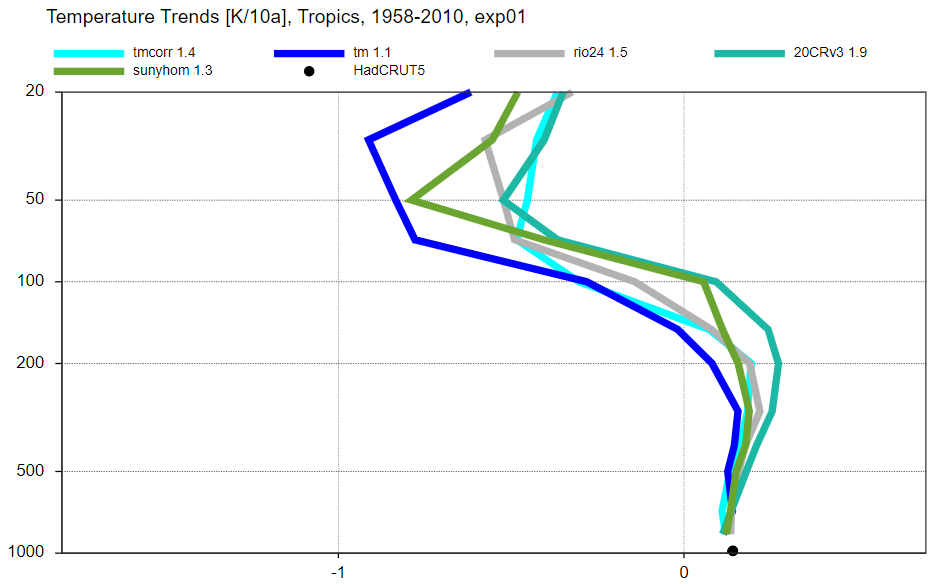 Temperature Trends [K/10a], Tropics, 1958-2010, exp01
tmcorr 1.4 tm 1.1 rio24 1.5 20CRv3 1.9
sunyhom 1.3 HadCRUT5
20
50
100
200
500
1000
-1 0